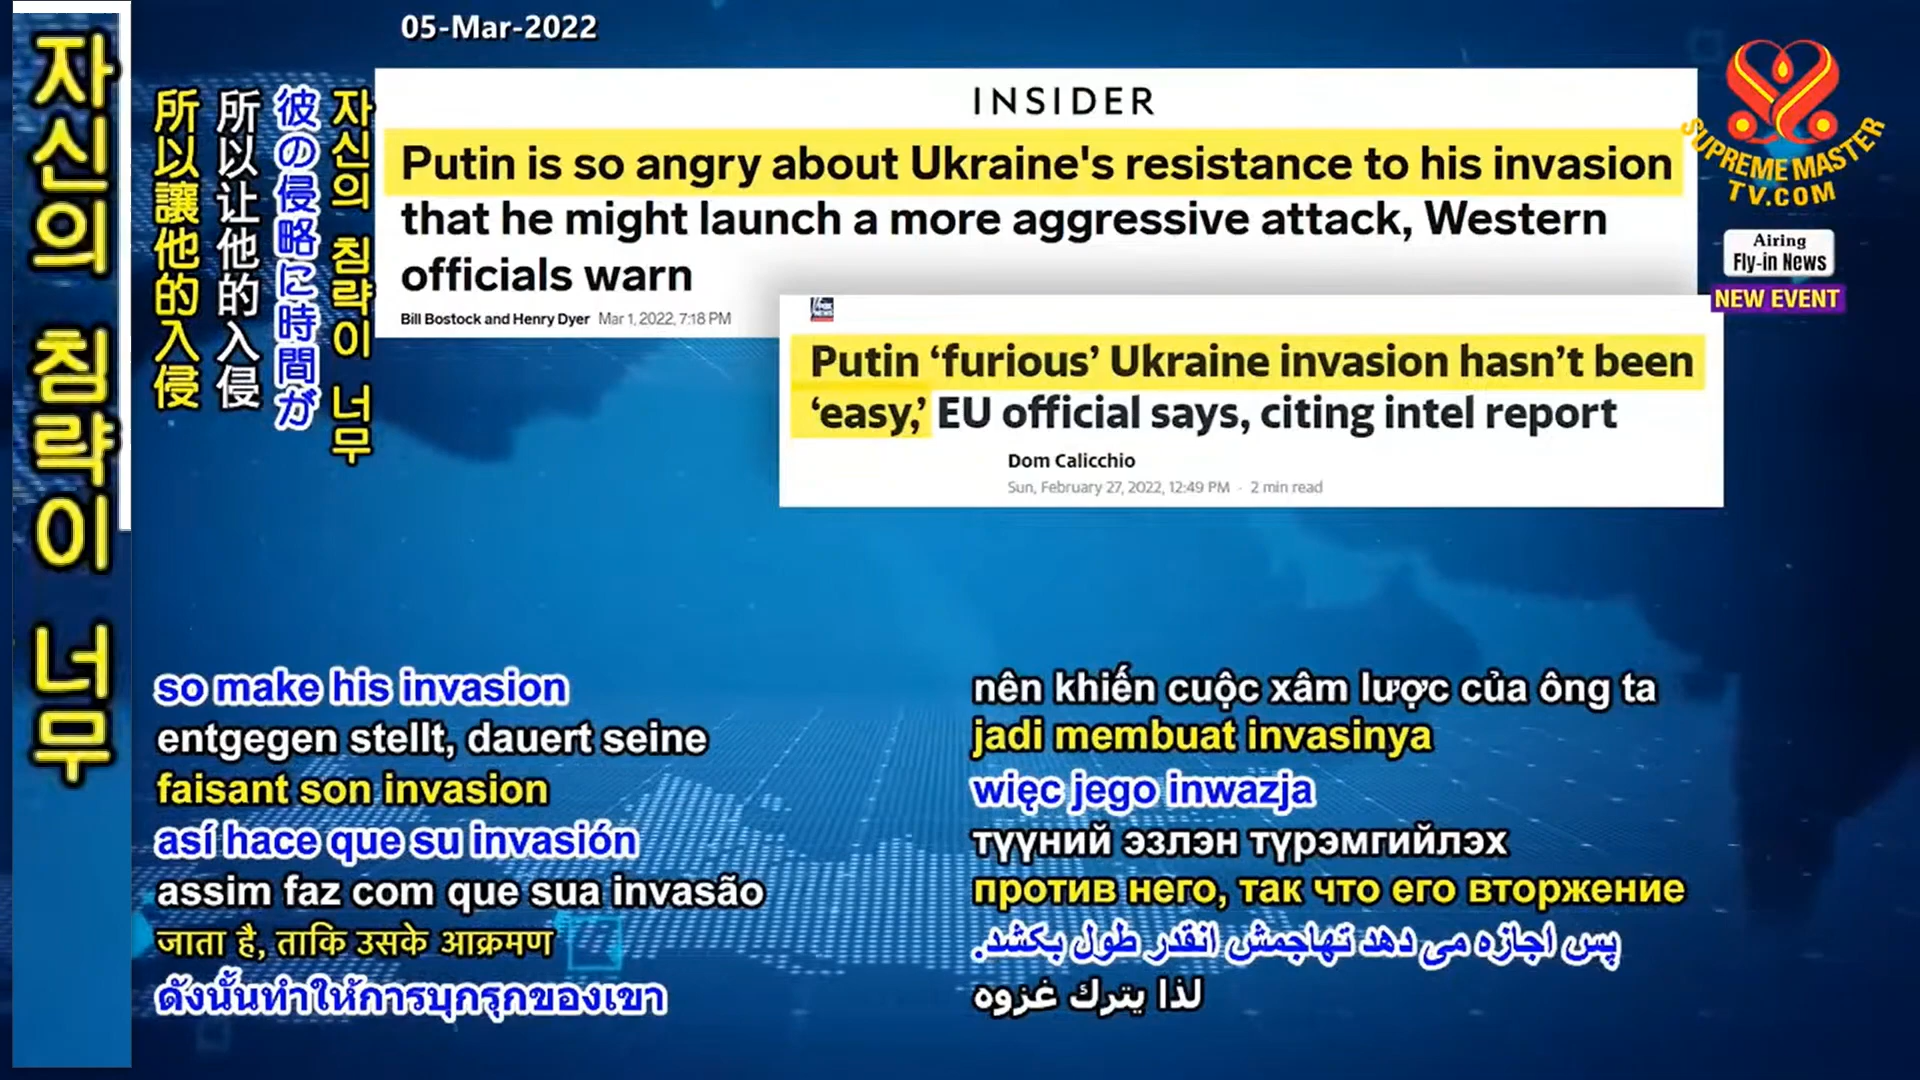 자신의 침략이 너무
05-Mar-2022
所以讓他的入侵
所以让他的入侵
彼の侵略に時間が
자신의 침략이 너무
INSIDER
Putin is so angry about Ukraine's resistance to his invasion
that he might launch a more aggressive attack, Western
officials warn
Bill Bostock and Henry Dyer Mar 1, 2022, 7:18 PM
FOX NEWS
Putin ‘furious’ Ukraine invasion hasn’t been
‘easy,’ EU official says, citing intel report
Dom Calicchio
Sun, February 27, 2022, 12:49 PM · 2 min read
SUPREME MASTER
TV.COM
Airing
Fly-in News
NEW EVENT
so make his invasion
entgegen stellt, dauert seine
faisant son invasion
así hace que su invasión
assim faz com que sua invasão
जाता है, ताकि उसके आक्रमण
ดังนั้นทำให้การบุกรุกของเขา
nên khiến cuộc xâm lược của ông ta
jadi membuat invasinya
więc jego inwazja
түүний эзлэн түрэмгийлэх
против него, так что его вторжение
پس اجازه می دهد تهاجمش انقدر طول بکشد.
لذا يترك غزوه